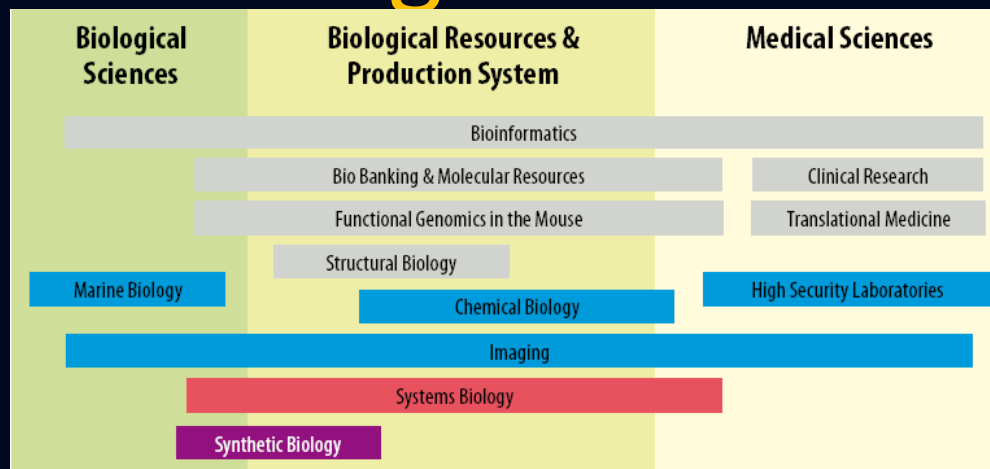 Biological
Sciences
Biological Resources &
Production System
Medical Sciences
Bioinformatics
Bio Banking & Molecular Resources
Clinical Research
Functional Genomics in the Mouse
Translational Medicine
Structural Biology
Marine Biology
High Security Laboratories
Chemical Biology
Imaging
Systems Biology
Synthetic Biology